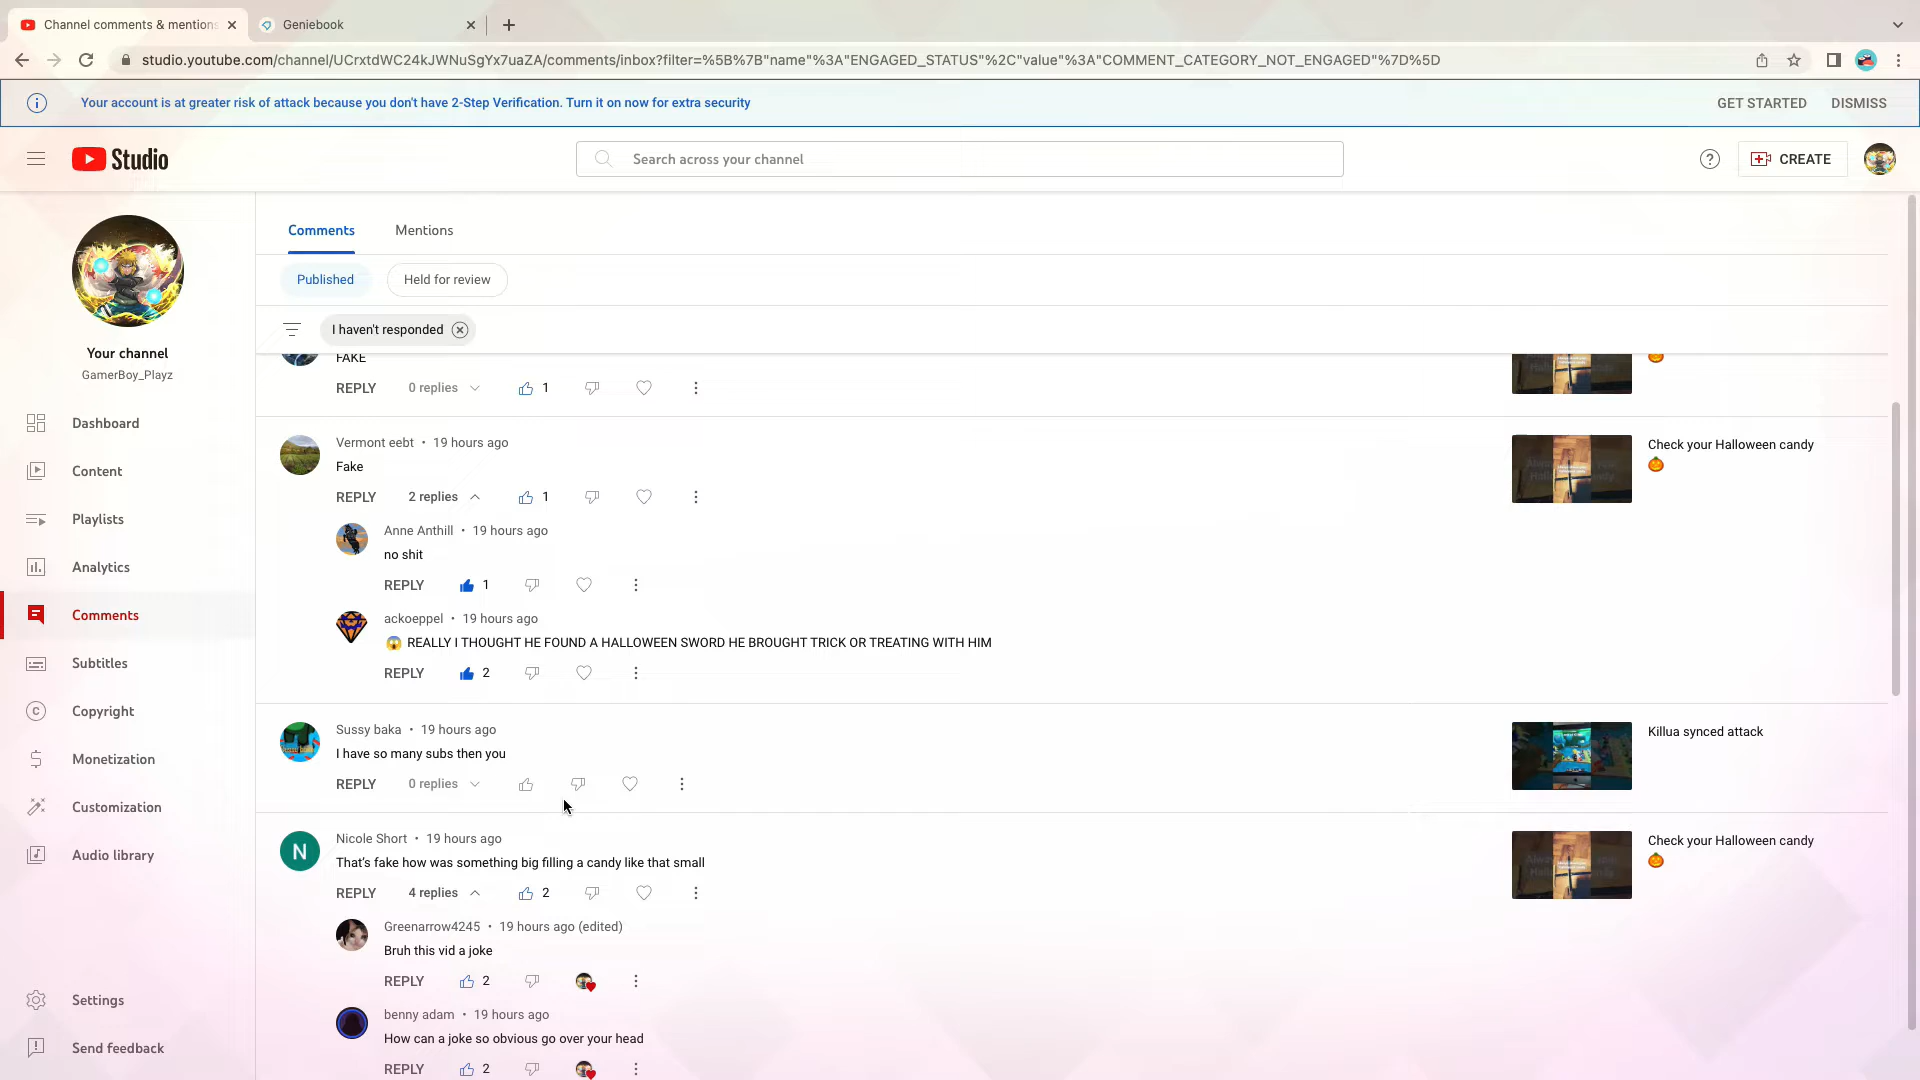 Channel comments & mentions
Geniebook
studio.youtube.com/channel/UCrxtdWC24kJWNuSgYx7uaZA/comments/inbox?filter=%5B%7B"name"%3A"ENGAGED_STATUS"%2C"value"%3A"COMMENT_CATEGORY_NOT_ENGAGED"%7D%5D
Your account is at greater risk of attack because you don't have 2-Step Verification. Turn it on now for extra security
GET STARTED
DISMISS
Studio
Search across your channel
CREATE
Your channel
GamerBoy_Playz
Dashboard
Content
Playlists
Analytics
Comments
Subtitles
Copyright
Monetization
Customization
Audio library
Settings
Send feedback
Comments
Mentions
Published
Held for review
I haven't responded
FAKE
REPLY 0 replies 1
Vermont eebt • 19 hours ago
Fake
REPLY 2 replies 1
Check your Halloween candy
Anne Anthill • 19 hours ago
no shit
REPLY 1
ackoeppel • 19 hours ago
😱 REALLY I THOUGHT HE FOUND A HALLOWEEN SWORD HE BROUGHT TRICK OR TREATING WITH HIM
REPLY 2
Sussy baka • 19 hours ago
I have so many subs then you
REPLY 0 replies
Killua synced attack
N
Nicole Short • 19 hours ago
That's fake how was something big filling a candy like that small
REPLY 4 replies 2
Check your Halloween candy
Greenarrow4245 • 19 hours ago (edited)
Bruh this vid a joke
REPLY 2
benny adam • 19 hours ago
How can a joke so obvious go over your head
REPLY 2